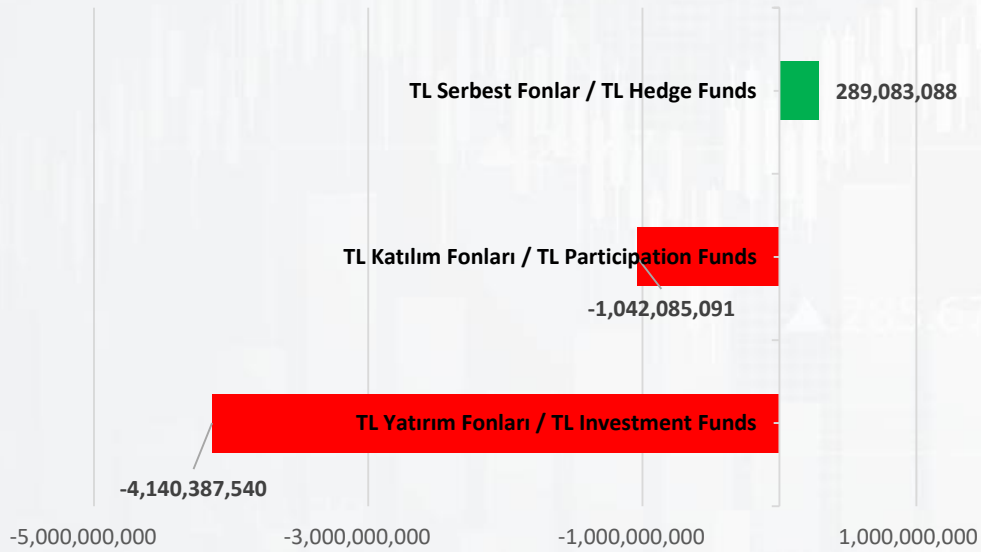 TL Serbest Fonlar / TL Hedge Funds
289,083,088
TL Katılım Fonları / TL Participation Funds
-1,042,085,091
TL Yatırım Fonları / TL Investment Funds
-4,140,387,540
-5,000,000,000 -3,000,000,000 -1,000,000,000 1,000,000,000